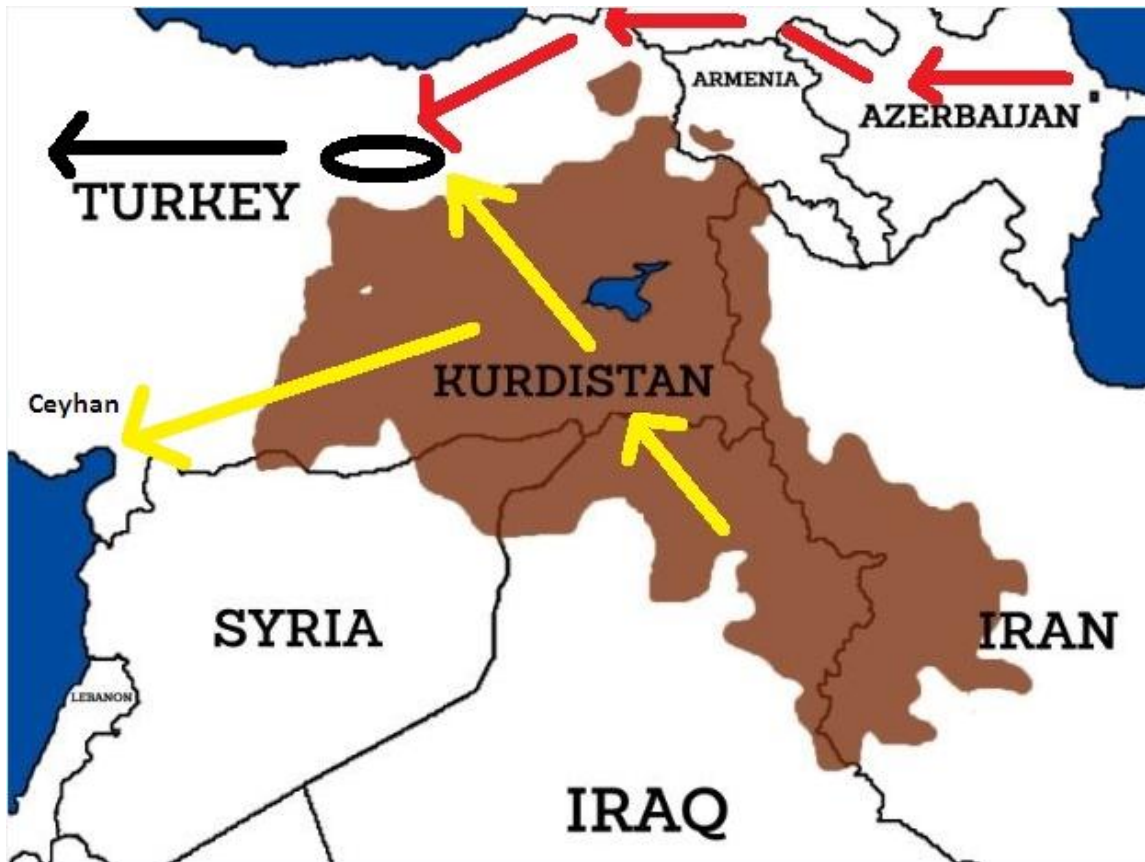 ARMENIA
AZERBAIJAN
TURKEY
KURDISTAN
Ceyhan
SYRIA
IRAN
LEBANON
IRAQ